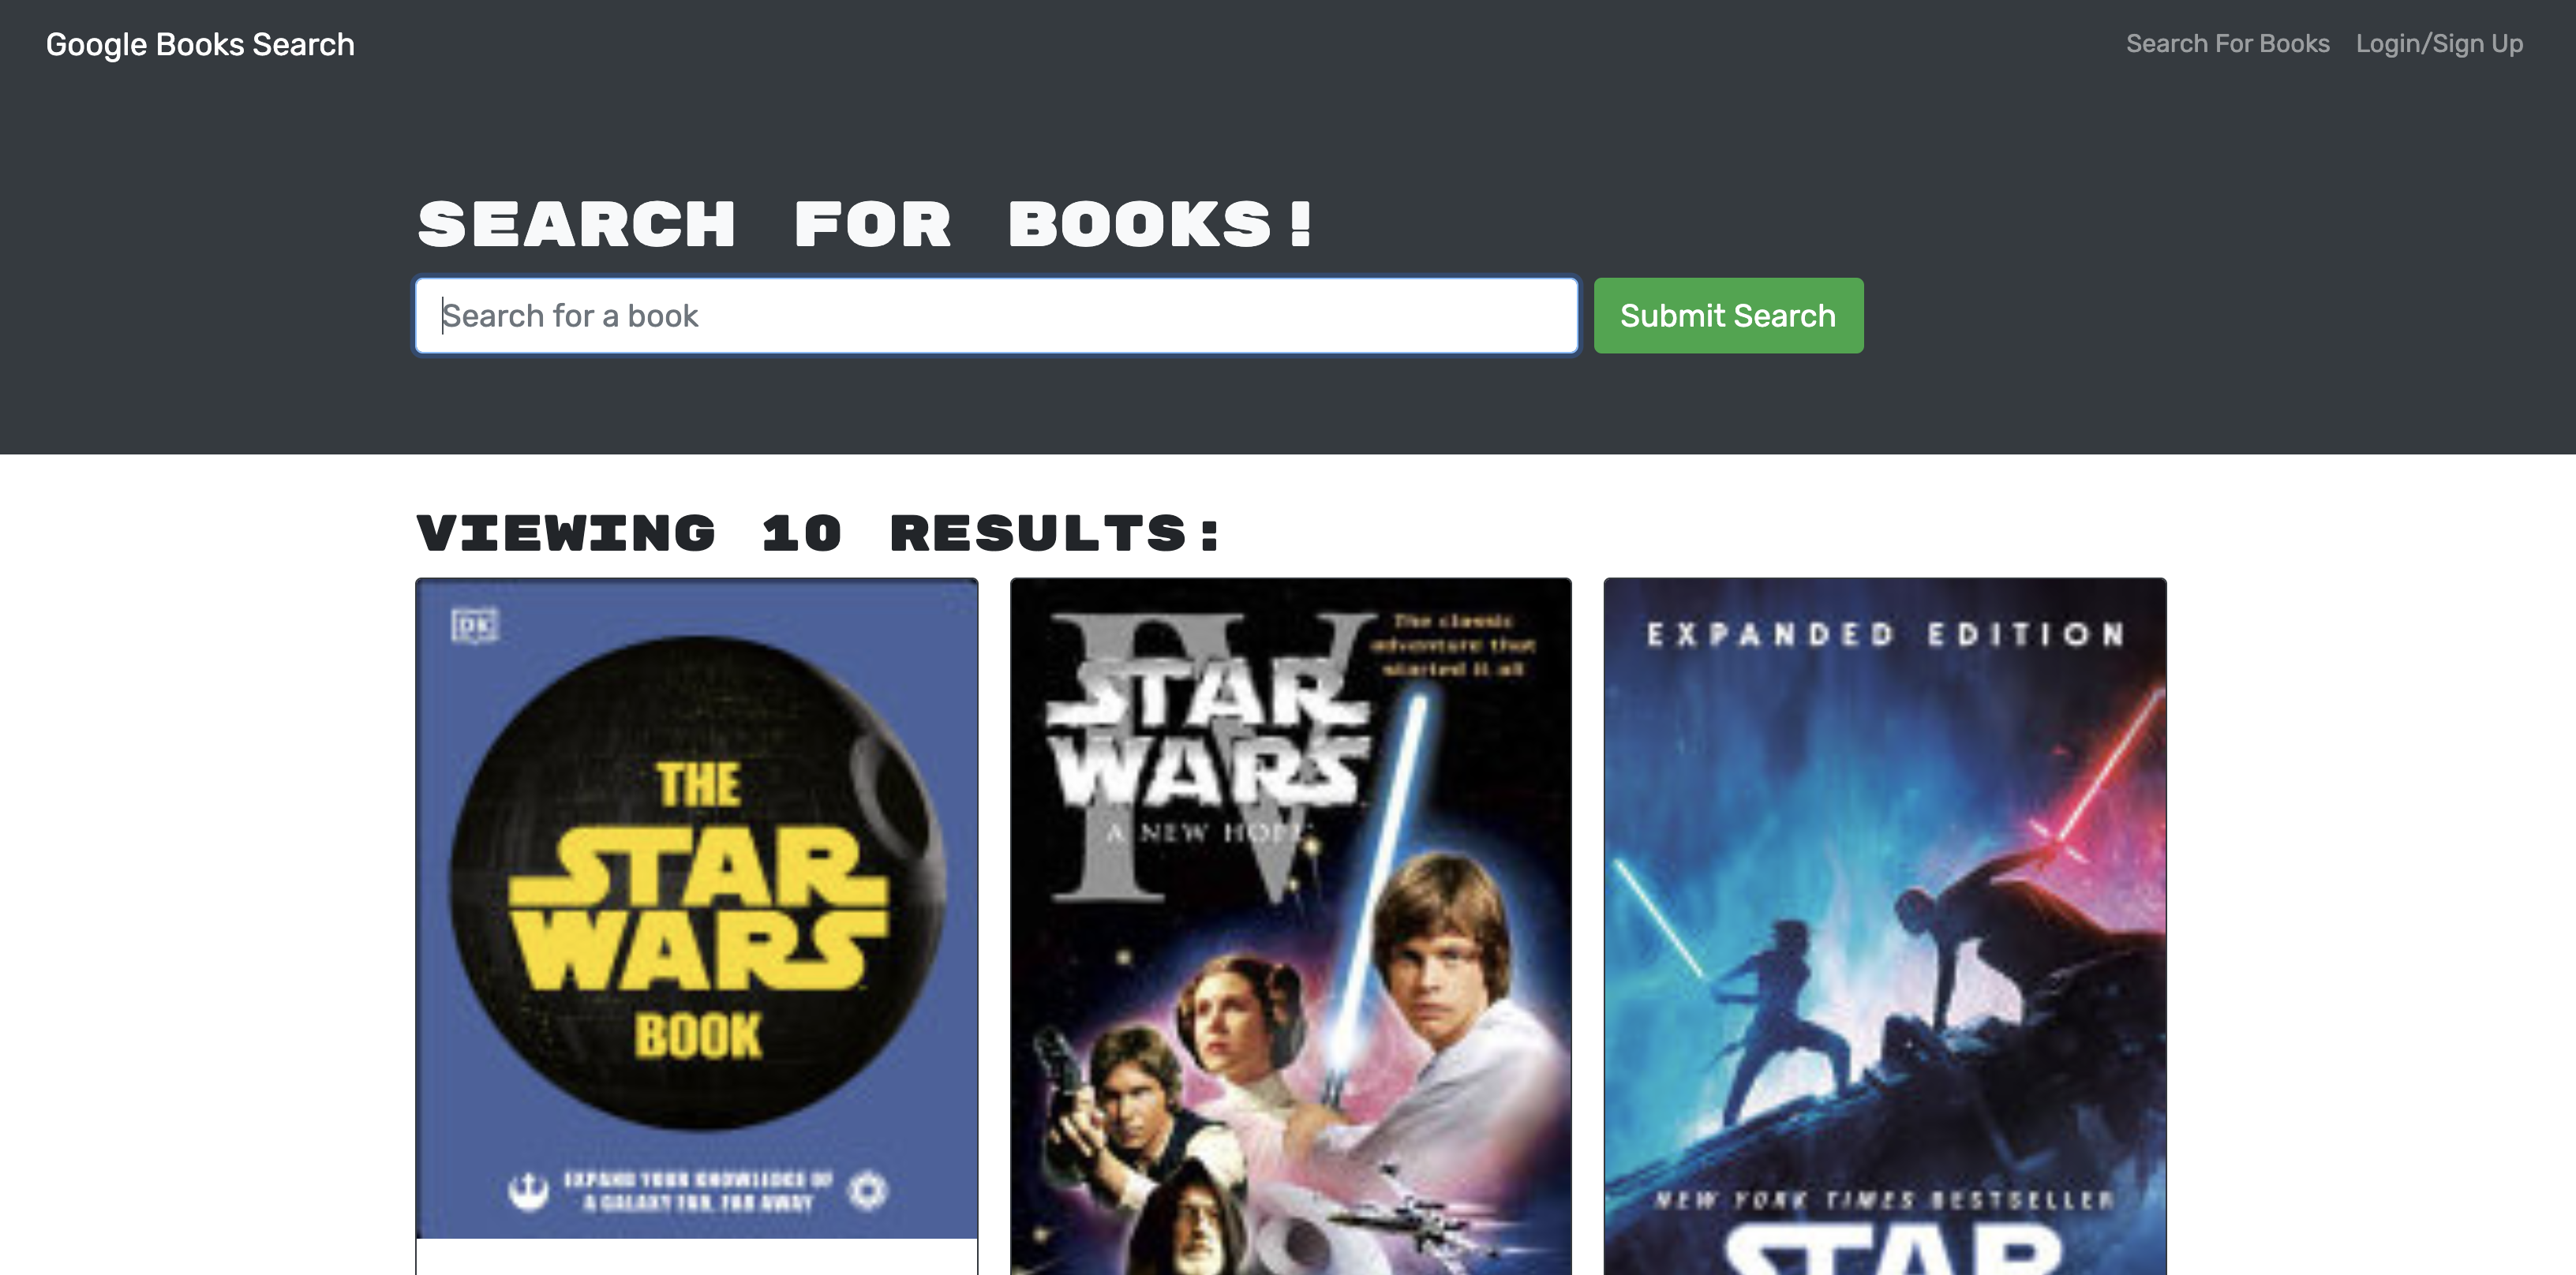 Google Books Search
Search For Books Login/Sign Up
SEARCH FOR BOOKS!
Search for a book
Submit Search
VIEWING 10 RESULTS:
DK
THE
STAR
WARS
BOOK
EXPAND YOUR KNOWLEDGE OF
A GALAXY FAR, FAR AWAY
IV
The classic
adventure that
started it all
STAR
WARS
A NEW HOPE
EXPANDED EDITION
NEW YORK TIMES BESTSELLER
STAR